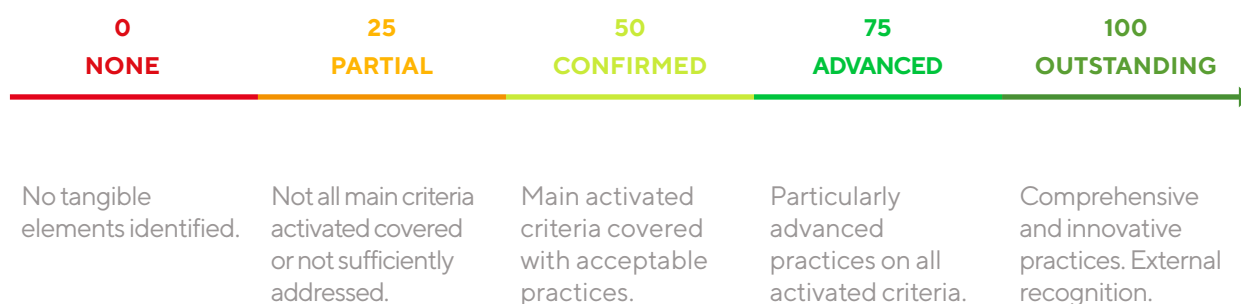 0
NONE
25
PARTIAL
50
CONFIRMED
75
ADVANCED
100
OUTSTANDING
No tangible
elements identified.
Not all main criteria
activated covered
or not sufficiently
addressed.
Main activated
criteria covered
with acceptable
practices.
Particularly
advanced
practices on all
activated criteria.
Comprehensive
and innovative
practices. External
recognition.